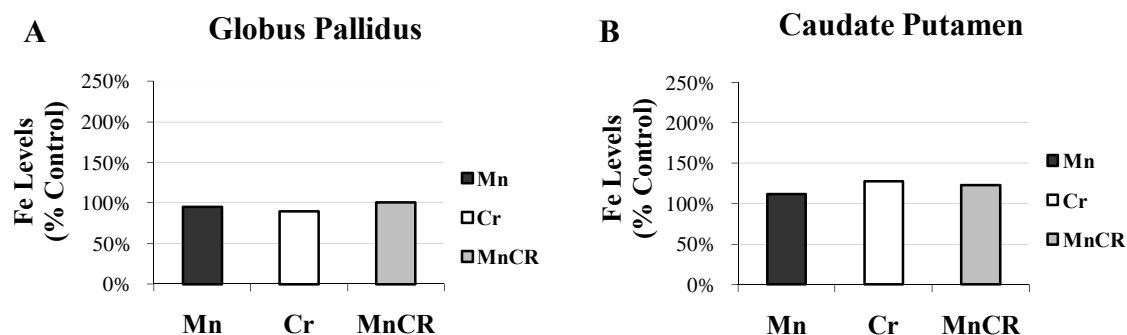 A
Globus Pallidus
Fe Levels
(% Control)
250%
200%
150%
100%
50%
0%
Mn
Cr
MnCR
Mn
Cr
MnCR
B
Caudate Putamen
Fe Levels
(% Control)
250%
200%
150%
100%
50%
0%
Mn
Cr
MnCR
Mn
Cr
MnCR